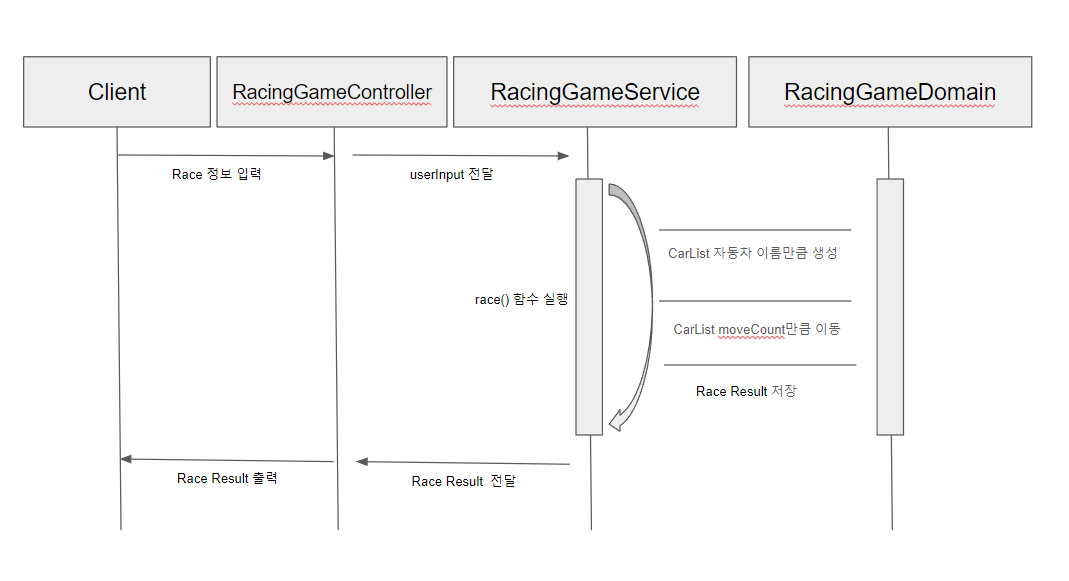 Client
RacingGameController
RacingGameService
RacingGameDomain
Race 정보 입력
userInput 전달
CarList 자동차 이름만큼 생성
race() 함수 실행
CarList moveCount만큼 이동
Race Result 저장
Race Result 출력
Race Result 전달